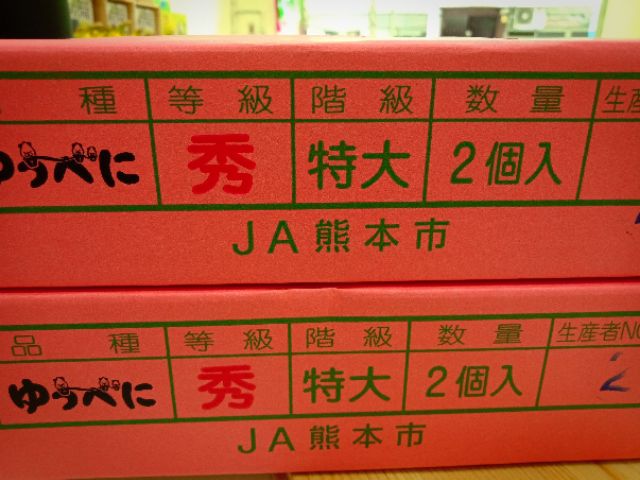 種 等級 階級 数量 生産
ゆうべに 秀 特大 2個入
JA熊本市
品種 等級 階級 数量 生産者NO
ゆうべに 秀 特大 2個入 2
JA熊本市